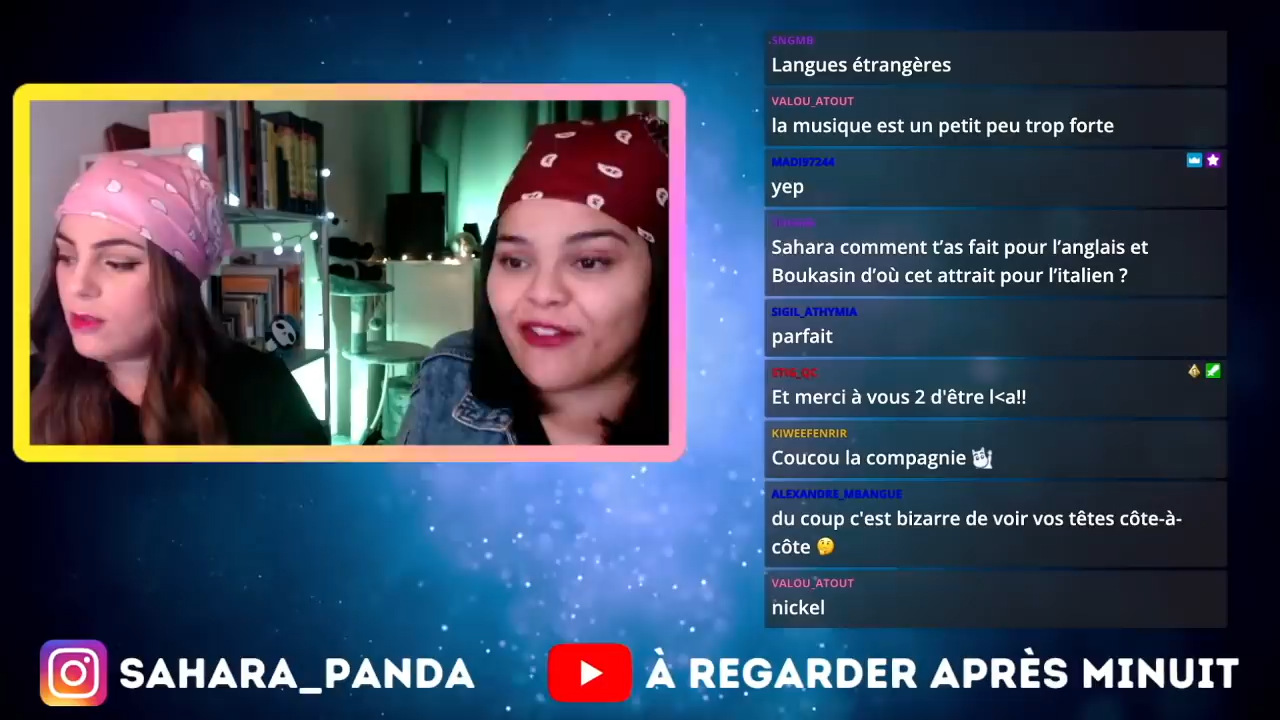 .SNGMB
Langues étrangères
VALOU_ATOUT
la musique est un petit peu trop forte
MADI97244
yep
Sahara comment t’as fait pour l’anglais et
Boukasin d’où cet attrait pour l’italien ?
SIGIL_ATHYMIA
parfait
ETIB_QC
Et merci à vous 2 d'être l<a!!
KIWEEFENRIR
Coucou la compagnie
ALEXANDRE_MBANGUE
du coup c'est bizarre de voir vos têtes côte-à-
côte 🤔
VALOU_ATOUT
nickel
SAHARA_PANDA
À REGARDER APRÈS MINUIT